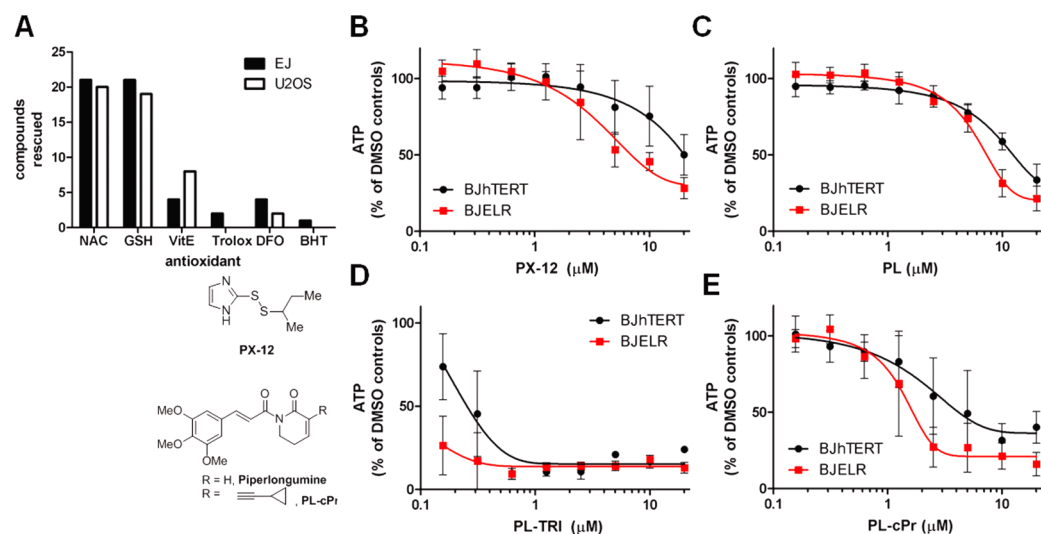 A
compounds
rescued
25
20
15
10
5
0
EJ
U2OS
NAC GSH VitE Trolox DFO BHT
antioxidant
N
N
H
S
S
Me
Me
PX-12
MeO
MeO
OMe
O
O
N
R
R = H, Piperlongumine
R =
, PL-cPr
B
ATP
(% of DMSO controls)
100
50
0
BJhTERT
BJELR
0.1 1 10
PX-12 (μM)
C
ATP
(% of DMSO controls)
100
50
0
BJhTERT
BJELR
0.1 1 10
PL (μM)
D
ATP
(% of DMSO controls)
100
50
0
BJhTERT
BJELR
0.1 1 10
PL-TRI (μM)
E
ATP
(% of DMSO controls)
100
50
0
BJhTERT
BJELR
0.1 1 10
PL-cPr (μM)